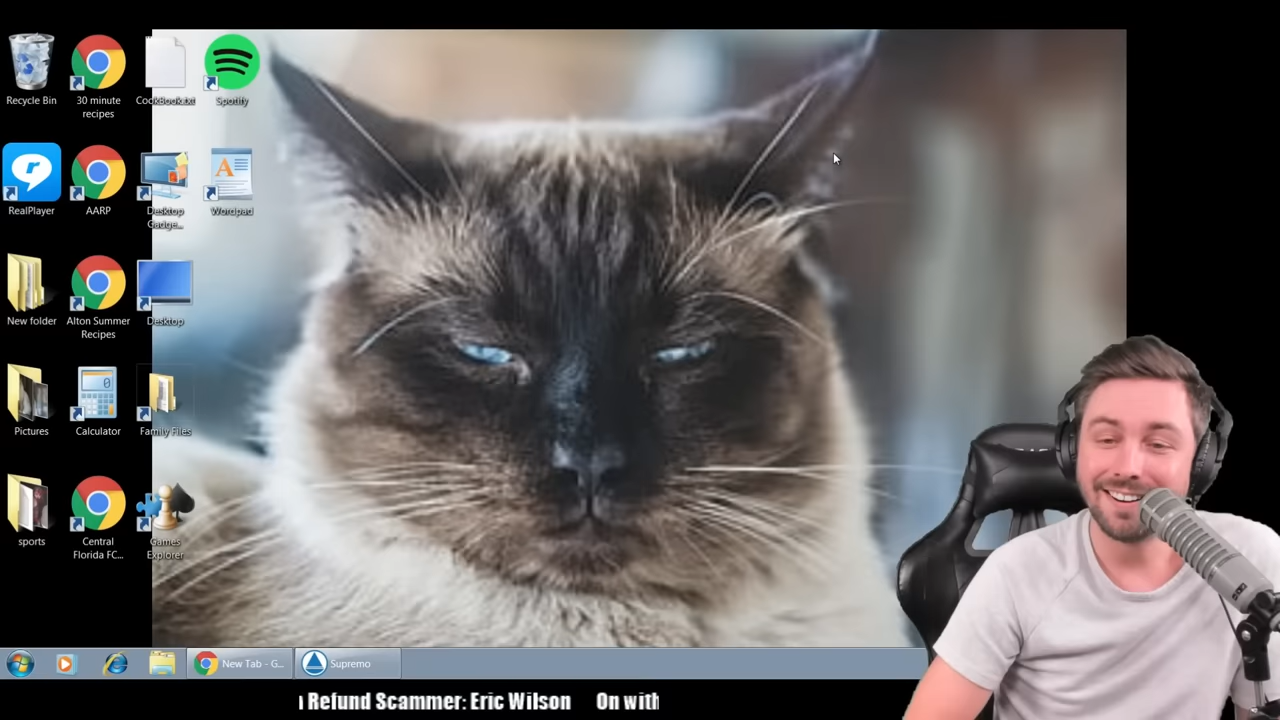 Recycle Bin
30 minute
recipes
CookBook.txt
Spotify
RealPlayer
AARP
Desktop
Gadge...
Wordpad
New folder
Alton Summer
Recipes
Desktop
Pictures
Calculator
Family Files
sports
Central
Florida FC...
Games
Explorer
New Tab - G...
Supremo
Refund Scammer: Eric Wilson On with